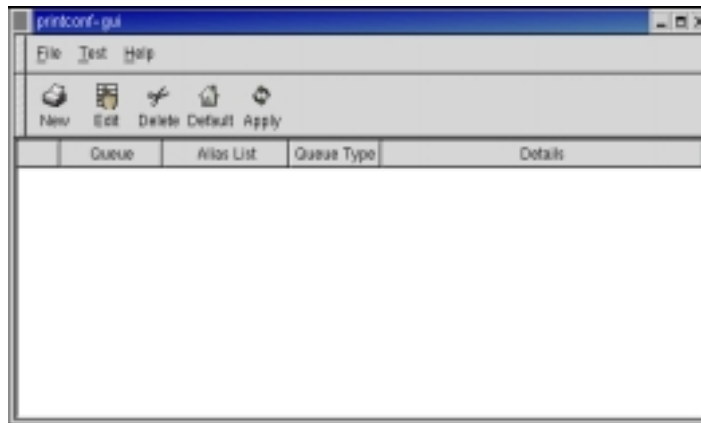 printconf-gui
File Test Help
New Edit Delete Default Apply
Queue Alias List Queue Type Details